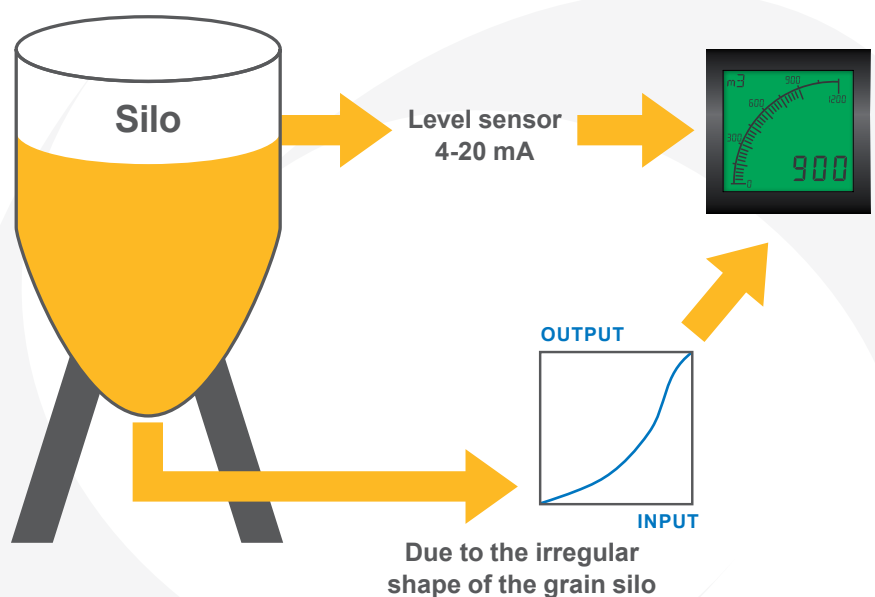 Silo
Level sensor
4-20 mA
m3
900
600
1200
300
0
900
OUTPUT
INPUT
Due to the irregular
shape of the grain silo